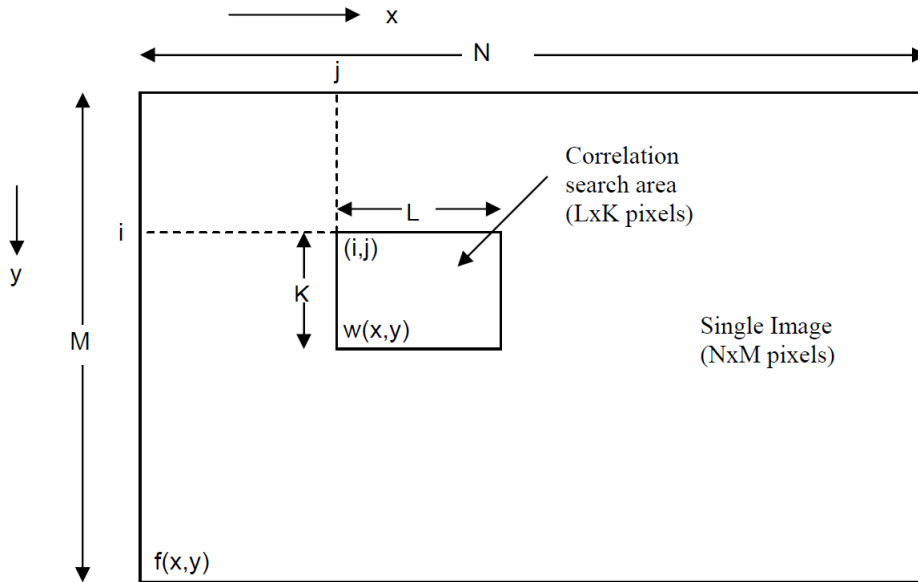 x
N
j
Correlation
search area
(LxK pixels)
L
i
(i,j)
y
K
w(x,y)
M
Single Image
(NxM pixels)
f(x,y)